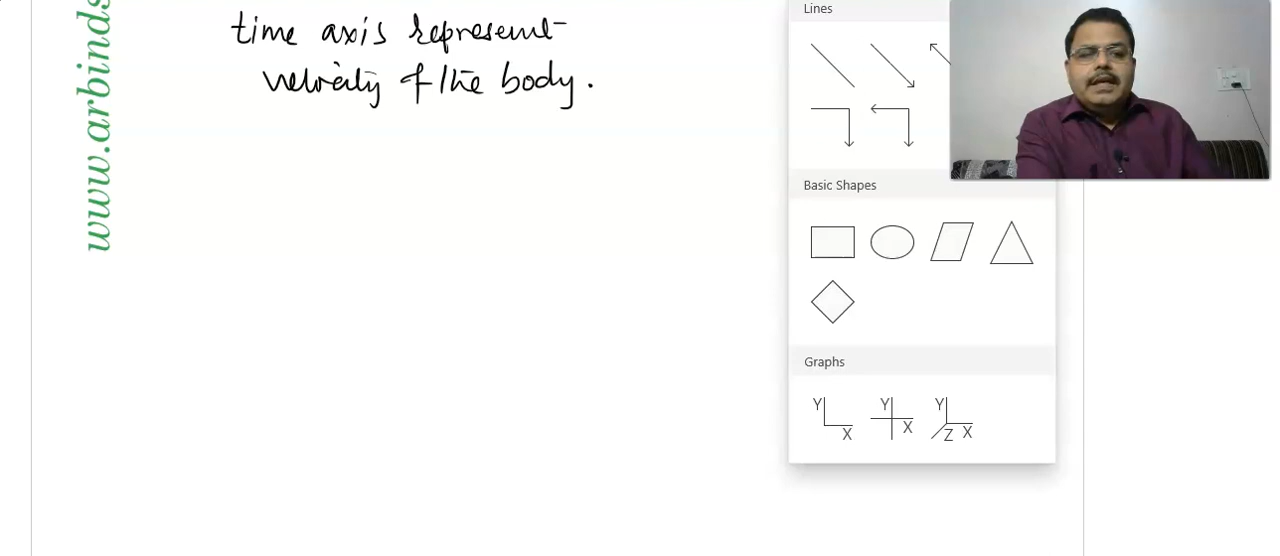 time axis represent
velocity of the body.
www.arbinds
Lines
Basic Shapes
Graphs
Y
X
Y
X
Y
Z X